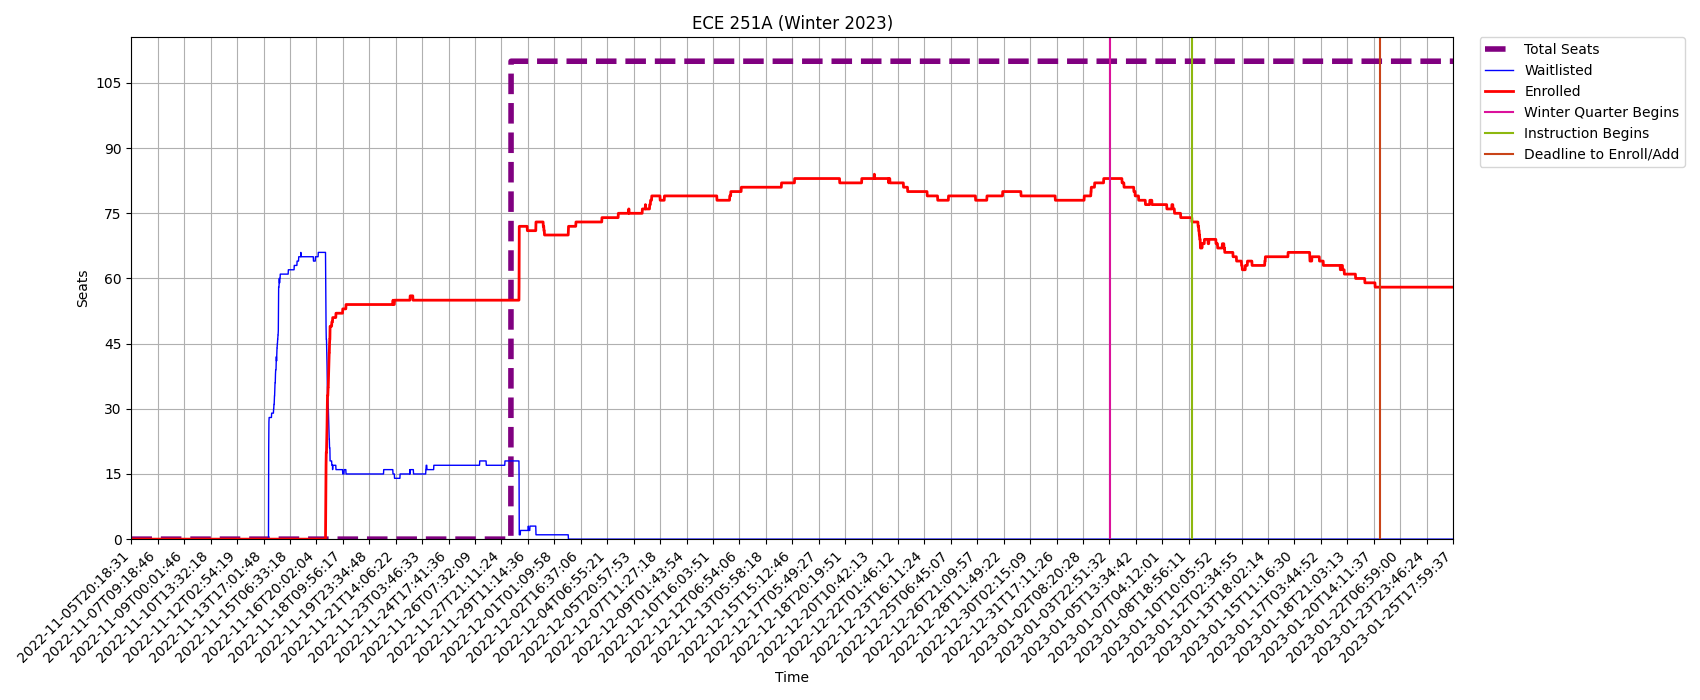 ECE 251A (Winter 2023)
Total Seats
Waitlisted
Enrolled
Winter Quarter Begins
Instruction Begins
Deadline to Enroll/Add
105
90
75
60
45
30
15
0
Seats
2022-11-05T20:18:31
2022-11-07T09:18:46
2022-11-09T00:01:46
2022-11-10T13:32:18
2022-11-12T02:54:19
2022-11-13T17:01:48
2022-11-15T06:33:18
2022-11-16T20:02:04
2022-11-18T09:56:17
2022-11-19T23:34:48
2022-11-21T14:06:22
2022-11-23T03:46:33
2022-11-24T17:41:36
2022-11-26T07:32:09
2022-11-27T21:11:24
2022-11-29T11:14:36
2022-12-01T01:09:58
2022-12-02T16:37:06
2022-12-04T06:55:21
2022-12-05T20:57:53
2022-12-07T11:27:18
2022-12-09T01:43:54
2022-12-10T16:03:51
2022-12-12T06:54:06
2022-12-13T05:58:18
2022-12-15T15:12:46
2022-12-17T05:49:27
2022-12-18T20:19:51
2022-12-20T10:42:13
2022-12-22T01:46:12
2022-12-23T16:11:24
2022-12-25T06:45:07
2022-12-26T21:09:57
2022-12-28T11:49:22
2022-12-30T02:15:09
2022-12-31T17:11:26
2023-01-02T08:20:28
2023-01-03T22:51:32
2023-01-05T13:34:42
2023-01-07T04:12:01
2023-01-08T18:56:11
2023-01-10T10:05:52
2023-01-12T02:34:55
2023-01-13T18:02:14
2023-01-15T11:16:30
2023-01-17T03:44:52
2023-01-18T21:03:13
2023-01-20T14:11:37
2023-01-22T06:59:00
2023-01-23T23:46:24
2023-01-25T17:59:37
Time